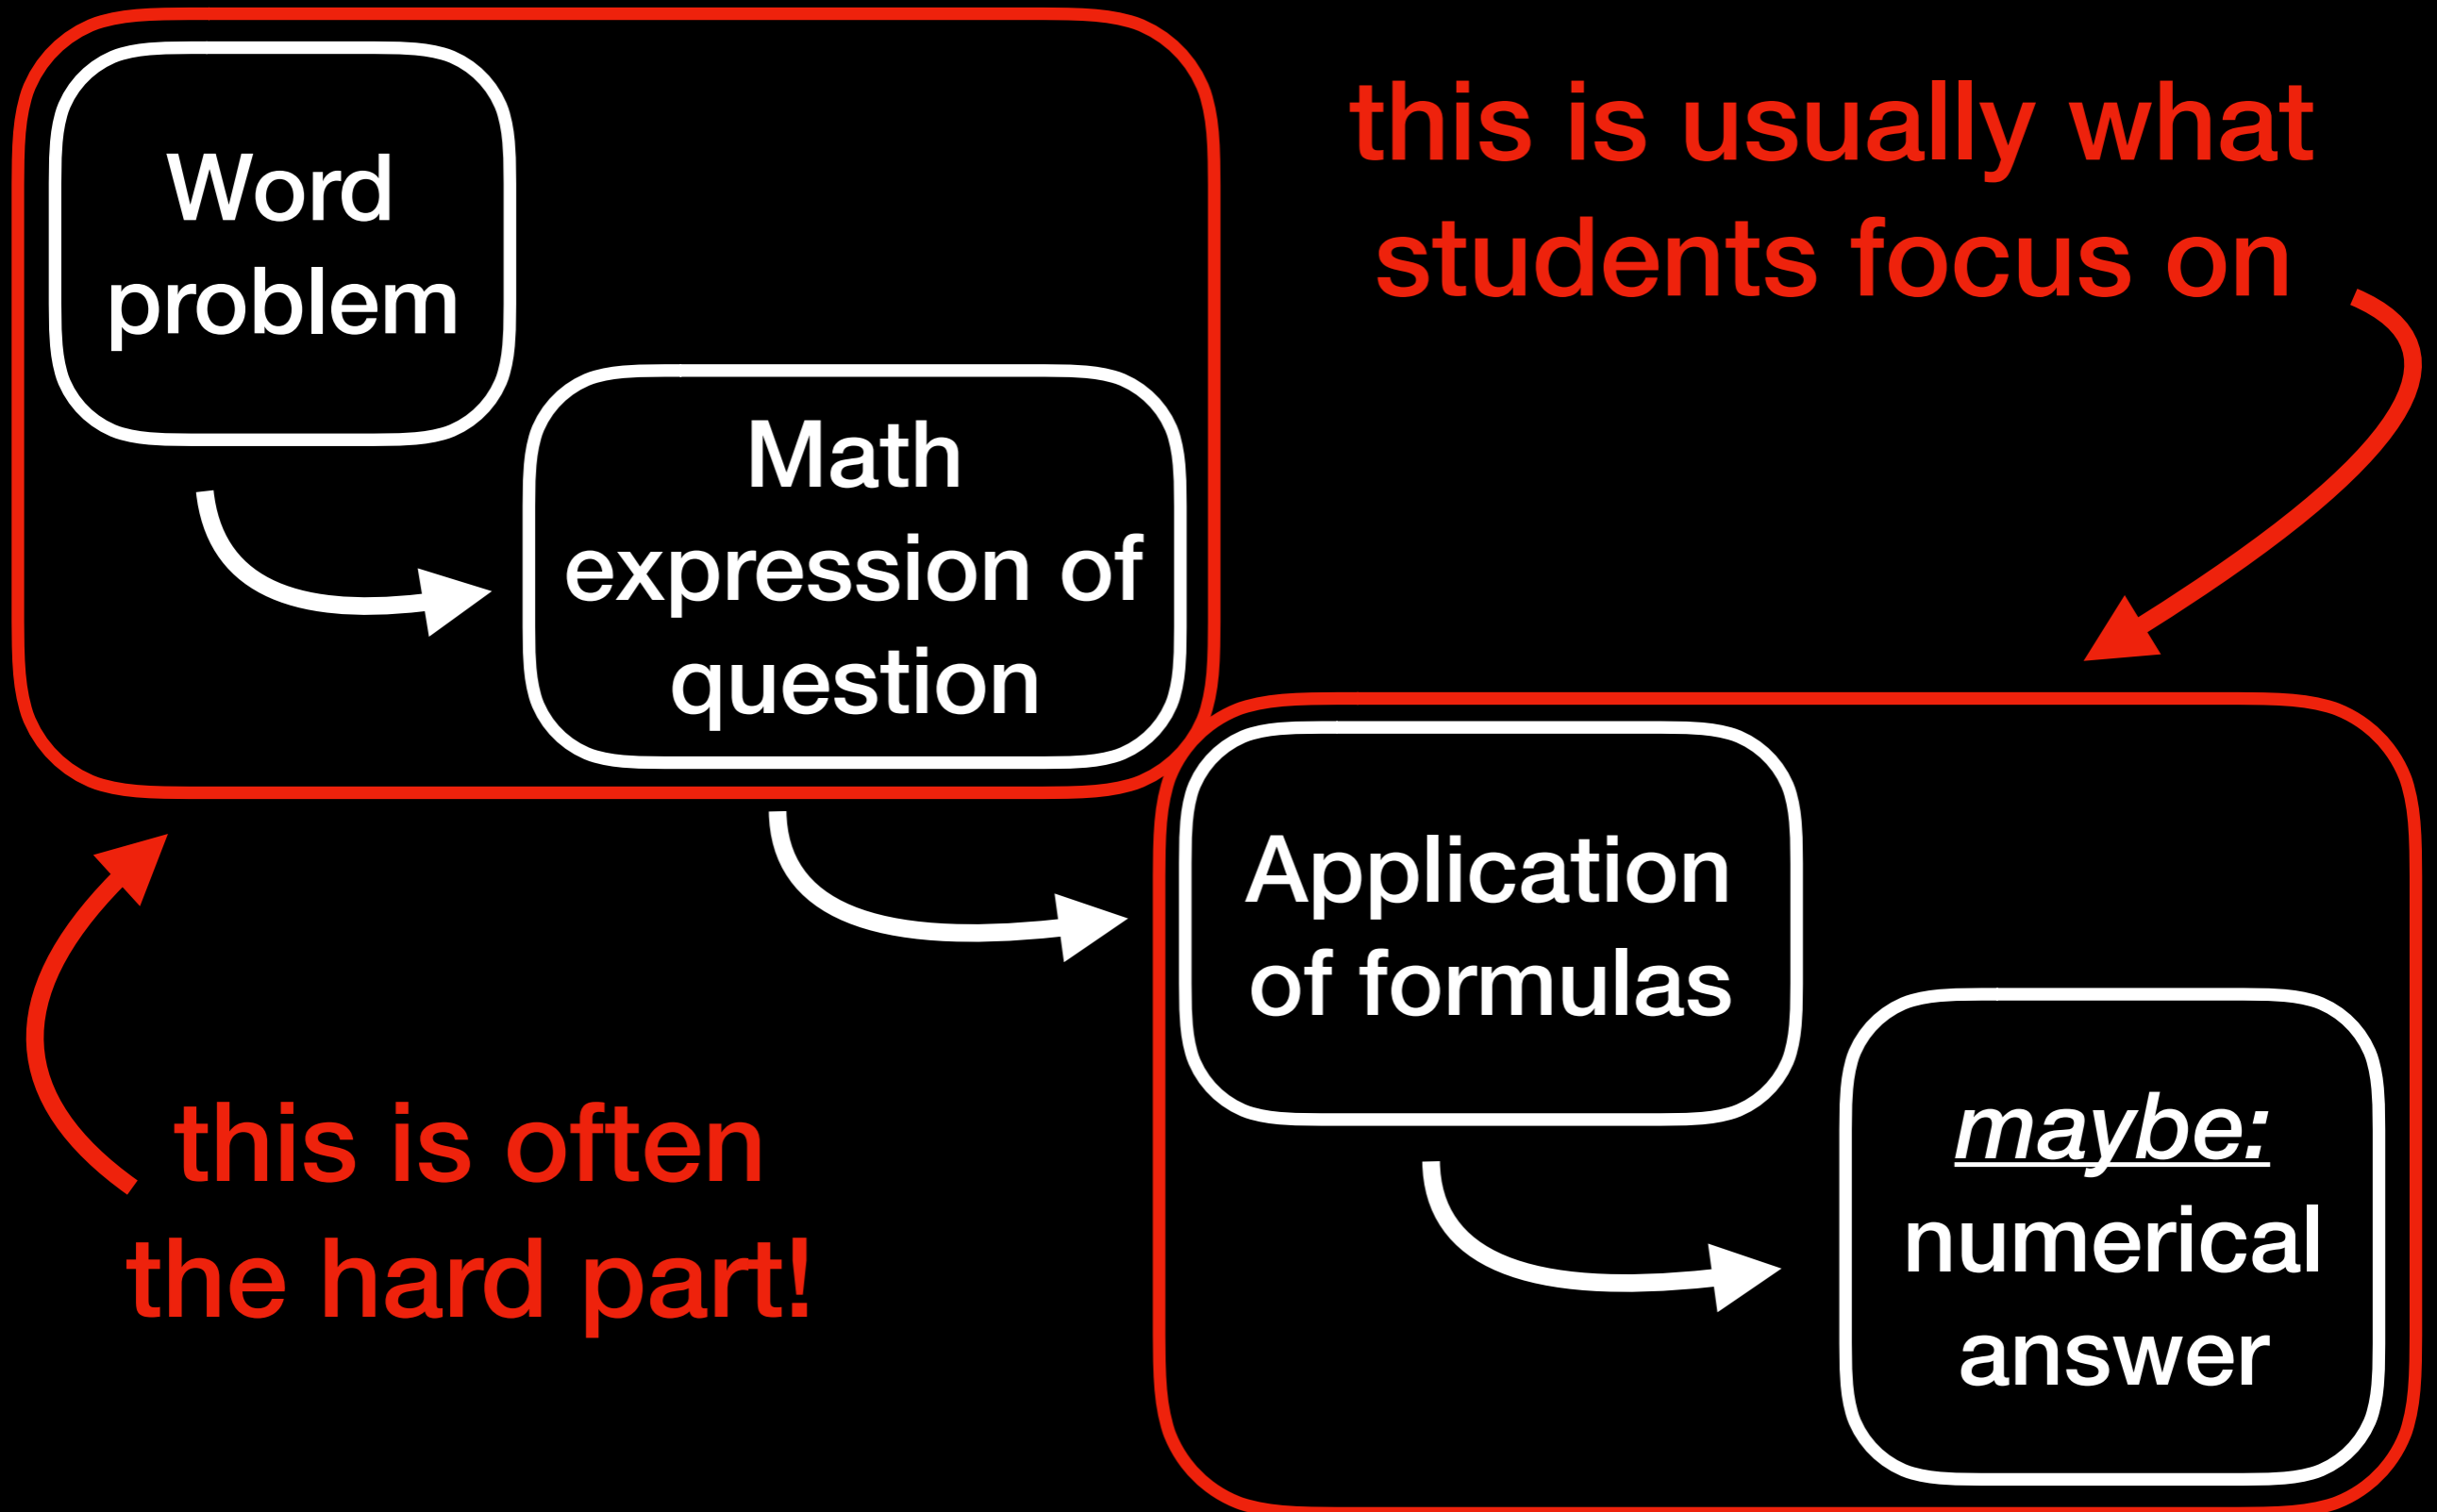 Word
problem
Math
expression of
question
this is usually what
students focus on
this is often
the hard part!
Application
of formulas
maybe:
numerical
answer